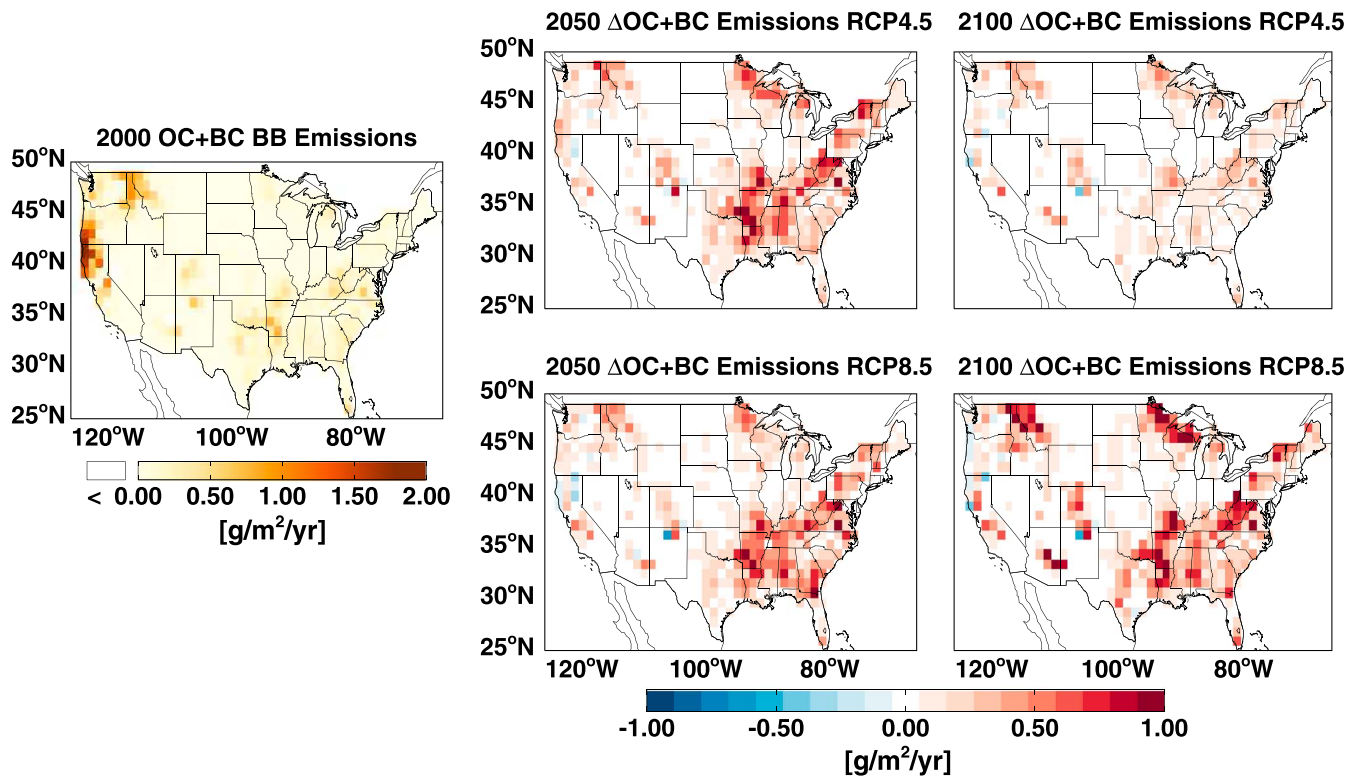 2000 OC+BC BB Emissions
50°N
45°N
40°N
35°N
30°N
25°N
120°W 100°W 80°W
< 0.00 0.50 1.00 1.50 2.00
[g/m²/yr]
2050 ΔOC+BC Emissions RCP4.5
50°N
45°N
40°N
35°N
30°N
25°N
2100 ΔOC+BC Emissions RCP4.5
2050 ΔOC+BC Emissions RCP8.5
50°N
45°N
40°N
35°N
30°N
25°N
120°W 100°W 80°W
2100 ΔOC+BC Emissions RCP8.5
120°W 100°W 80°W
-1.00 -0.50 0.00 0.50 1.00
[g/m²/yr]